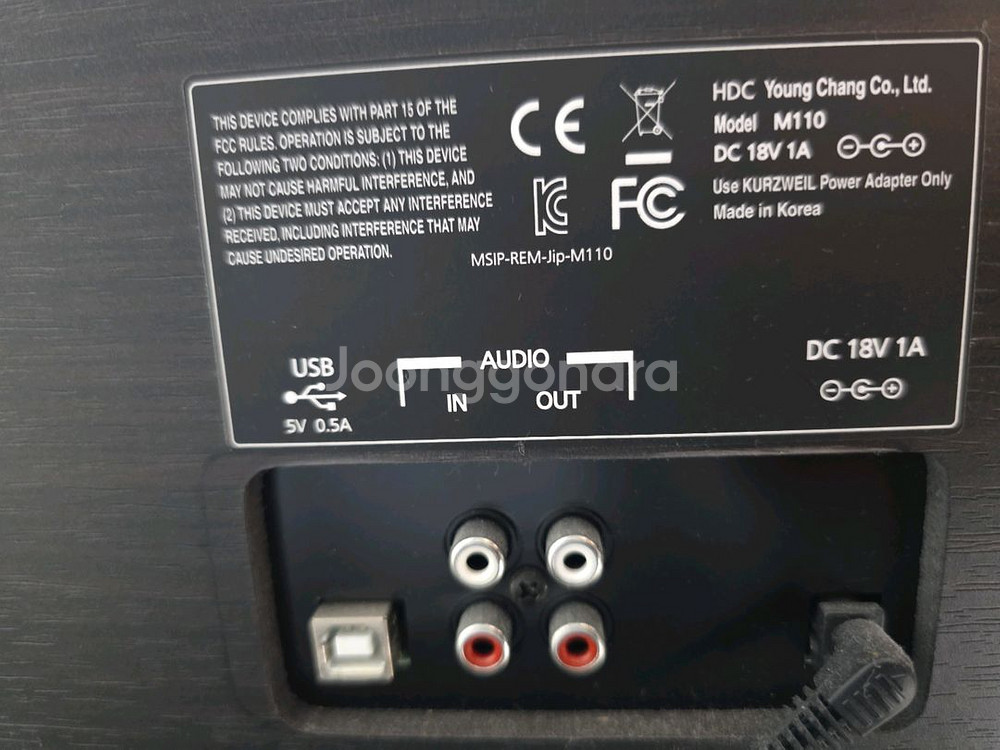 THIS DEVICE COMPLIES WITH PART 15 OF THE
FCC RULES. OPERATION IS SUBJECT TO THE
FOLLOWING TWO CONDITIONS: (1) THIS DEVICE
MAY NOT CAUSE HARMFUL INTERFERENCE, AND
(2) THIS DEVICE MUST ACCEPT ANY INTERFERENCE
RECEIVED, INCLUDING INTERFERENCE THAT MAY
CAUSE UNDESIRED OPERATION.
CE
KC
FC
MSIP-REM-Jip-M110
HDC Young Chang Co., Ltd.
Model M110
DC 18V 1A
Use KURZWEIL Power Adapter Only
Made in Korea
USB
5V 0.5A
AUDIO
IN OUT
DC 18V 1A
Joonggonara